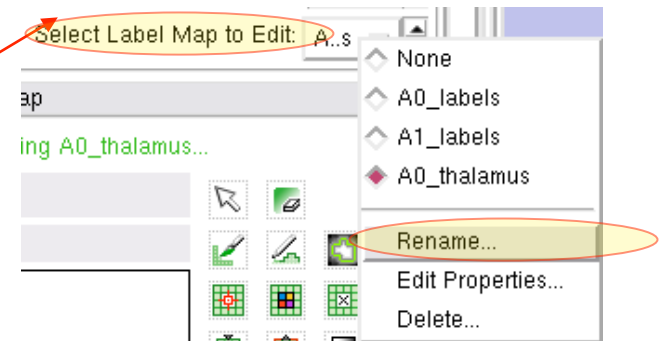 Select Label Map to Edit: A..s
None
ap
A0_labels
ing A0_thalamus...
A1_labels
A0_thalamus
Rename...
Edit Properties...
Delete...